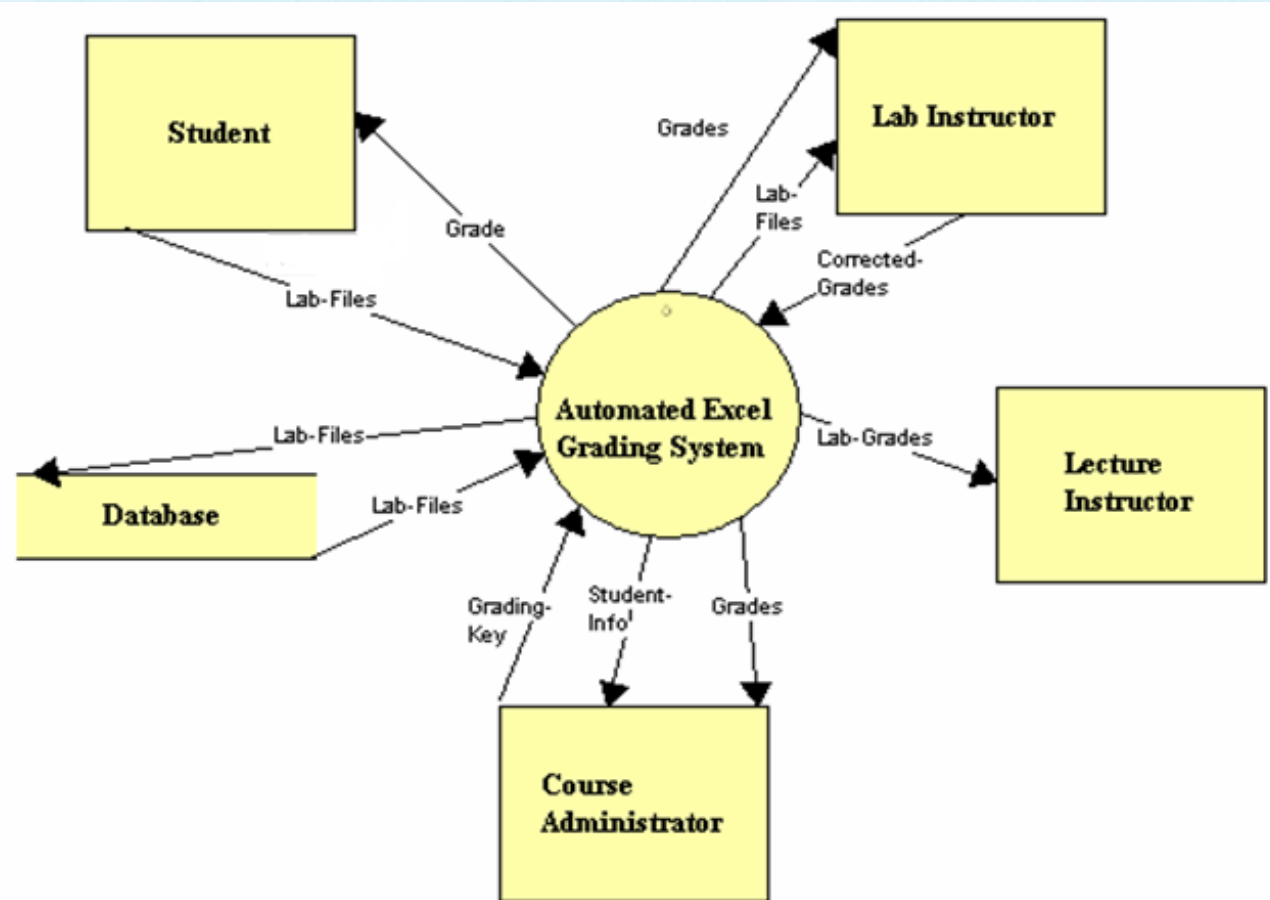 Student
Grades
Lab Instructor
Lab-
Files
Grade
Corrected-
Grades
Lab-Files
Automated Excel
Grading System
Lab-Files
Lab-Grades
Lecture
Instructor
Database
Lab-Files
Grading-
Key
Student-
Info
Grades
Course
Administrator